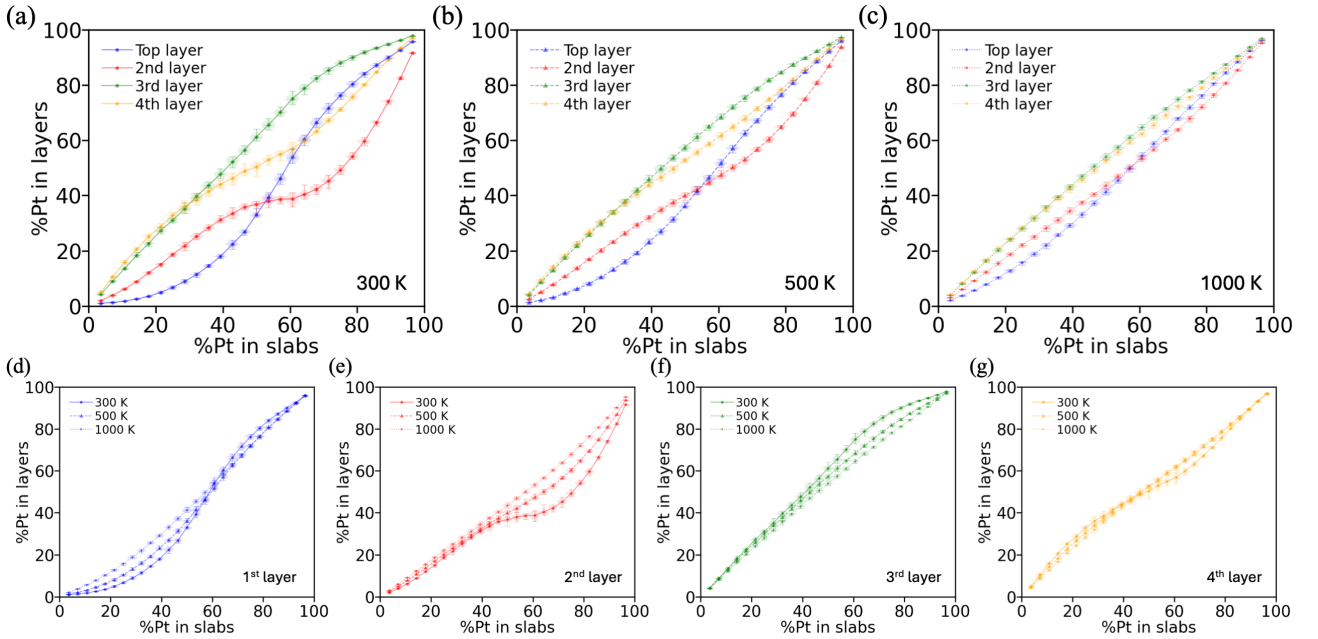 (a)
100
80
60
40
20
0
%Pt in layers
Top layer
2nd layer
3rd layer
4th layer
300 K
0 20 40 60 80 100
%Pt in slabs
(b)
100
80
60
40
20
0
%Pt in layers
Top layer
2nd layer
3rd layer
4th layer
500 K
0 20 40 60 80 100
%Pt in slabs
(c)
100
80
60
40
20
0
%Pt in layers
Top layer
2nd layer
3rd layer
4th layer
1000 K
0 20 40 60 80 100
%Pt in slabs
(d)
100
80
60
40
20
0
%Pt in layers
300 K
500 K
1000 K
1st layer
0 20 40 60 80 100
%Pt in slabs
(e)
100
80
60
40
20
0
%Pt in layers
300 K
500 K
1000 K
2nd layer
0 20 40 60 80 100
%Pt in slabs
(f)
100
80
60
40
20
0
%Pt in layers
300 K
500 K
1000 K
3rd layer
0 20 40 60 80 100
%Pt in slabs
(g)
100
80
60
40
20
0
%Pt in layers
300 K
500 K
1000 K
4th layer
0 20 40 60 80 100
%Pt in slabs